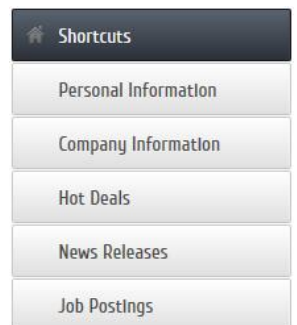 Shortcuts
Personal Information
Company Information
Hot Deals
News Releases
Job Postings